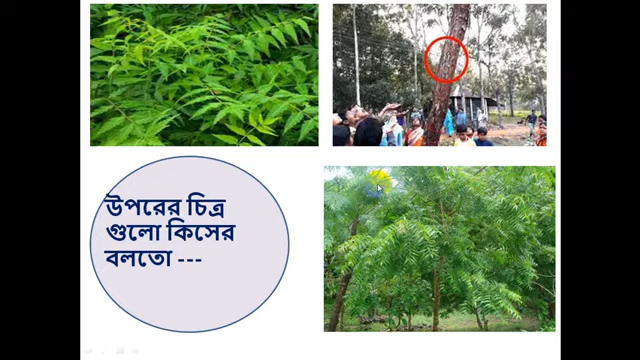 উপরের চিত্র
গুলো কিসের
বলতো ---